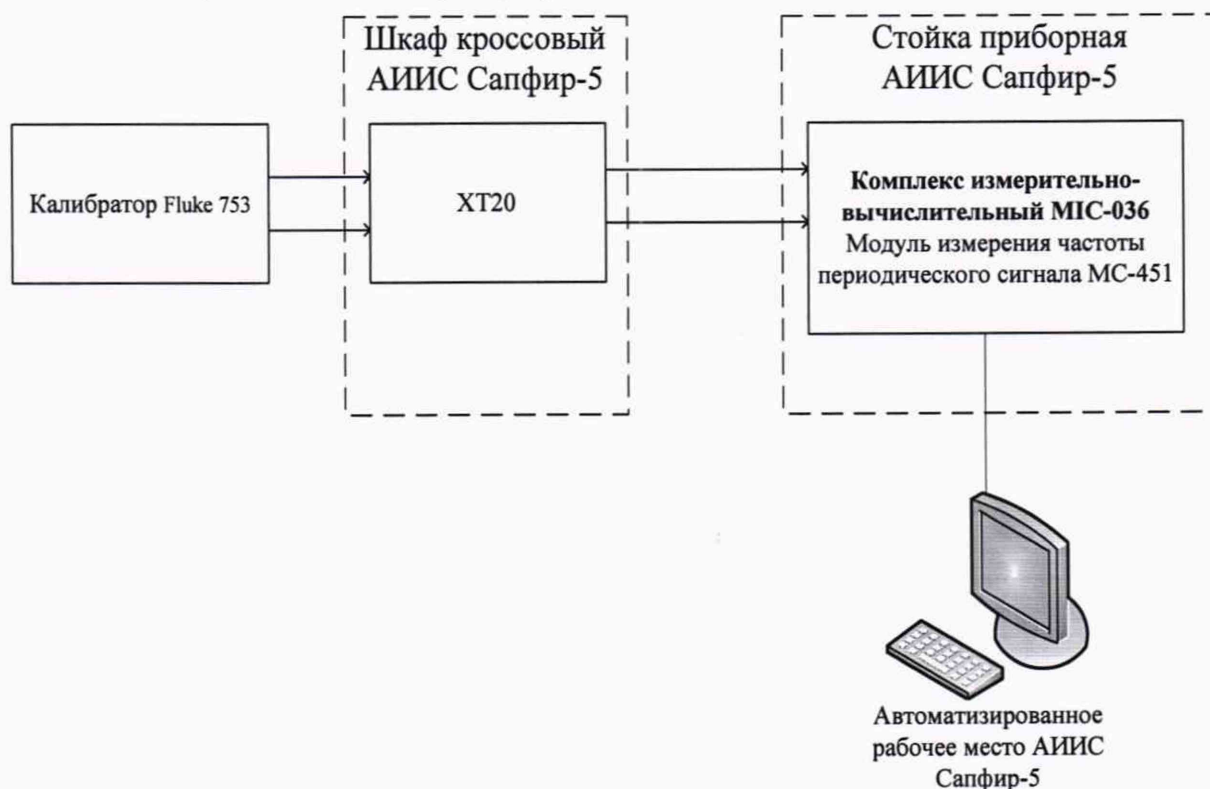 Шкаф кроссовый
АИИС Сапфир-5
Стойка приборная
АИИС Сапфир-5
Калибратор Fluke 753
XT20
Комплекс измерительно-
вычислительный MIC-036
Модуль измерения частоты
периодического сигнала МС-451
Автоматизированное
рабочее место АИИС
Сапфир-5